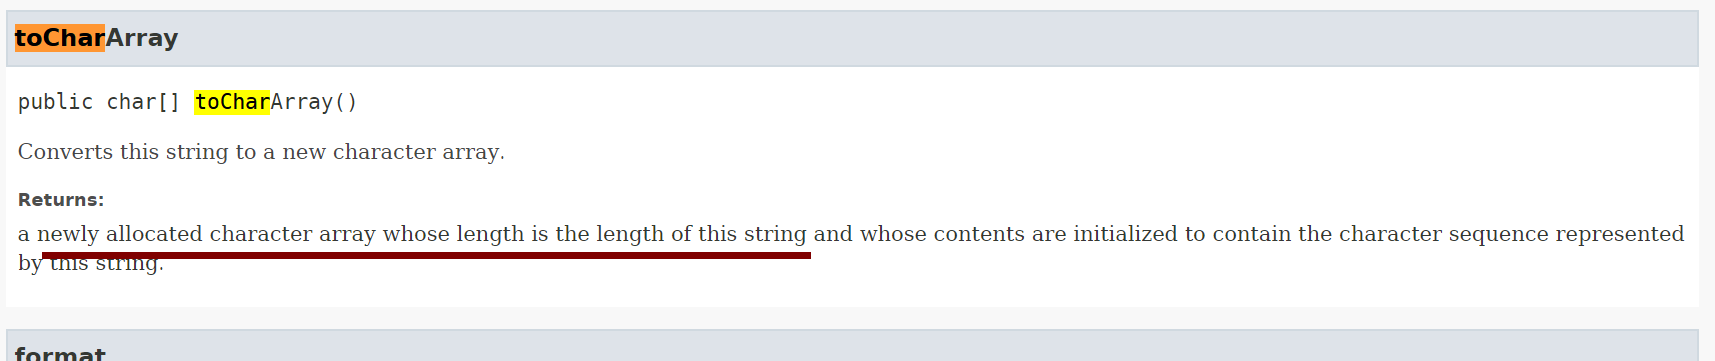 toCharArray
public char[] toCharArray()
Converts this string to a new character array.
Returns:
a newly allocated character array whose length is the length of this string and whose contents are initialized to contain the character sequence represented
by this string.
format